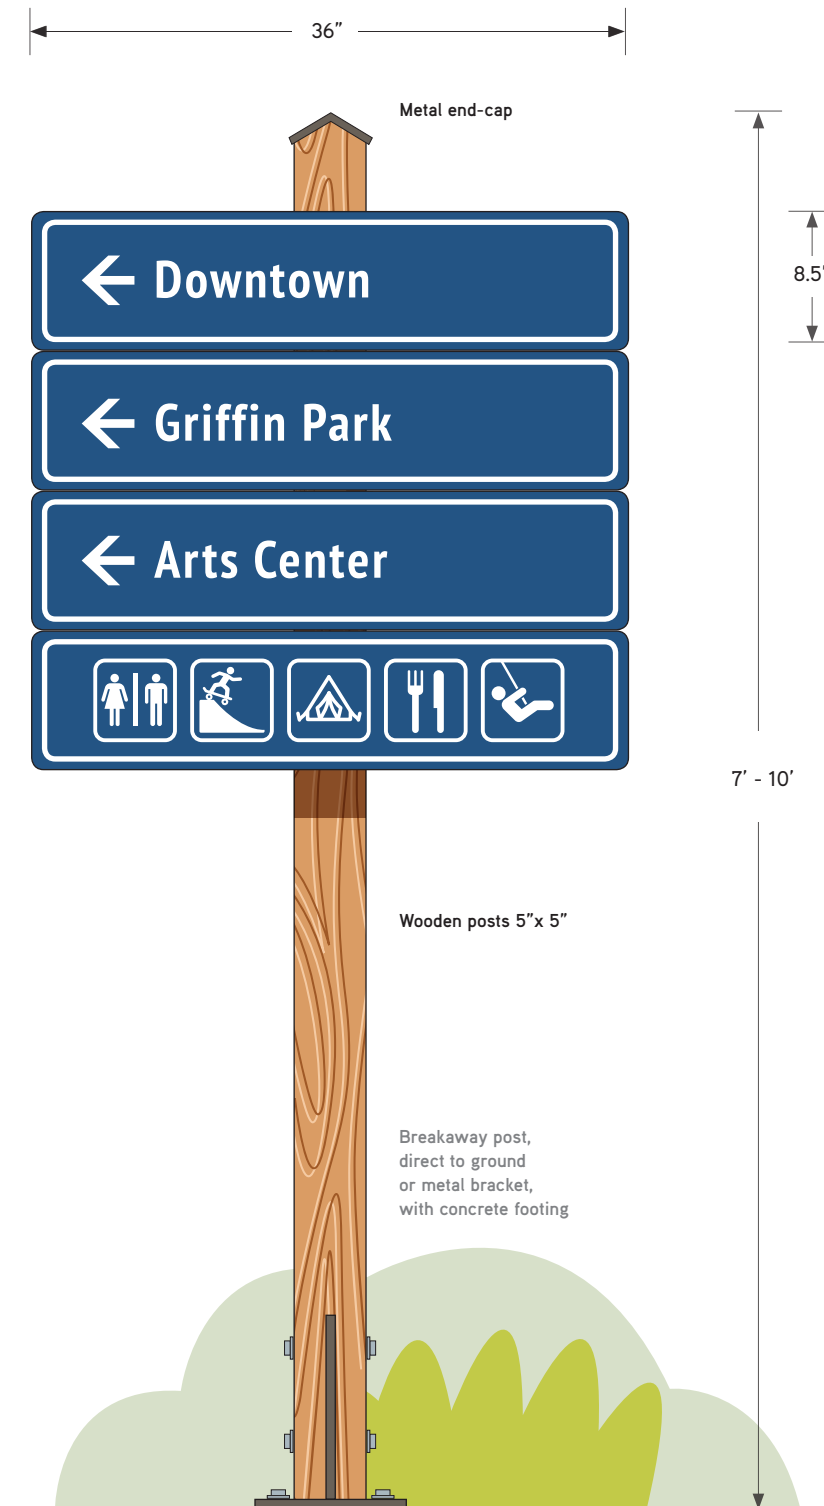 36”
Metal end-cap
Downtown
8.5”
Griffin Park
Arts Center
7’ - 10’
Wooden posts 5”x 5”
Breakaway post,
direct to ground
or metal bracket,
with concrete footing